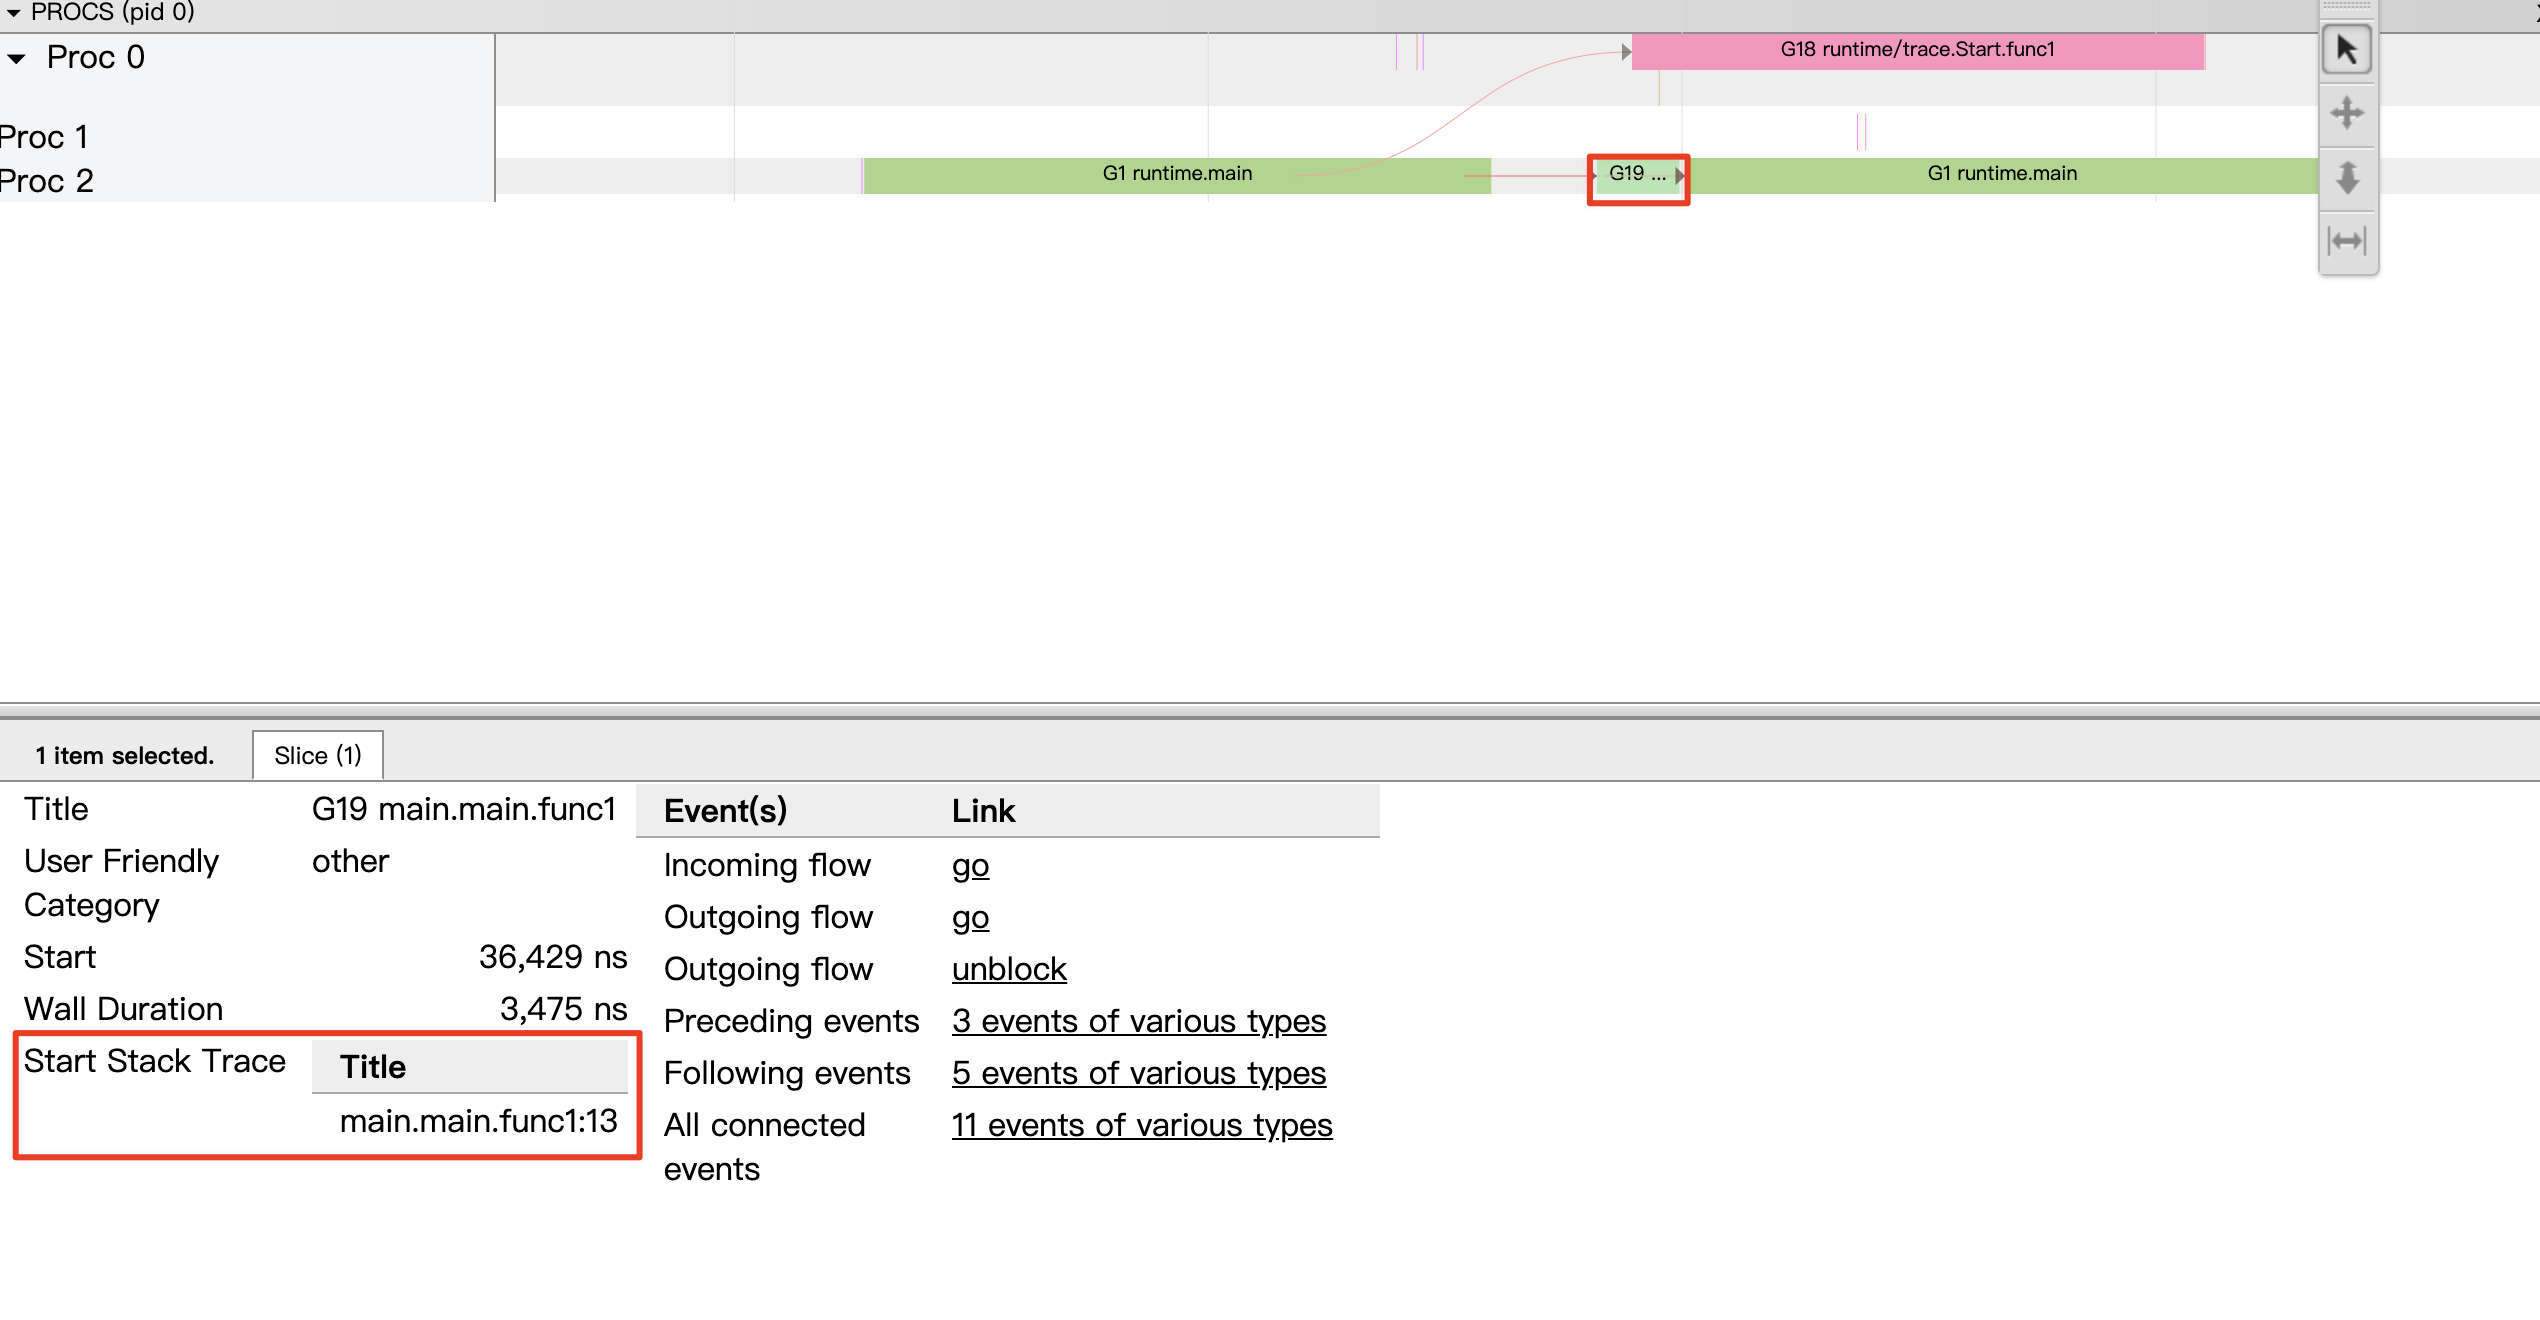 PROCS (pid 0)
Proc 0
G18 runtime/trace.Start.func1
Proc 1
Proc 2
G1 runtime.main
G19 ...
G1 runtime.main
1 item selected.
Slice (1)
Title
G19 main.main.func1
User Friendly
Category
other
Start
36,429 ns
Wall Duration
3,475 ns
Start Stack Trace
Title
main.main.func1:13
Event(s) Link
Incoming flow go
Outgoing flow go
Outgoing flow unblock
Preceding events 3 events of various types
Following events 5 events of various types
All connected
events
11 events of various types